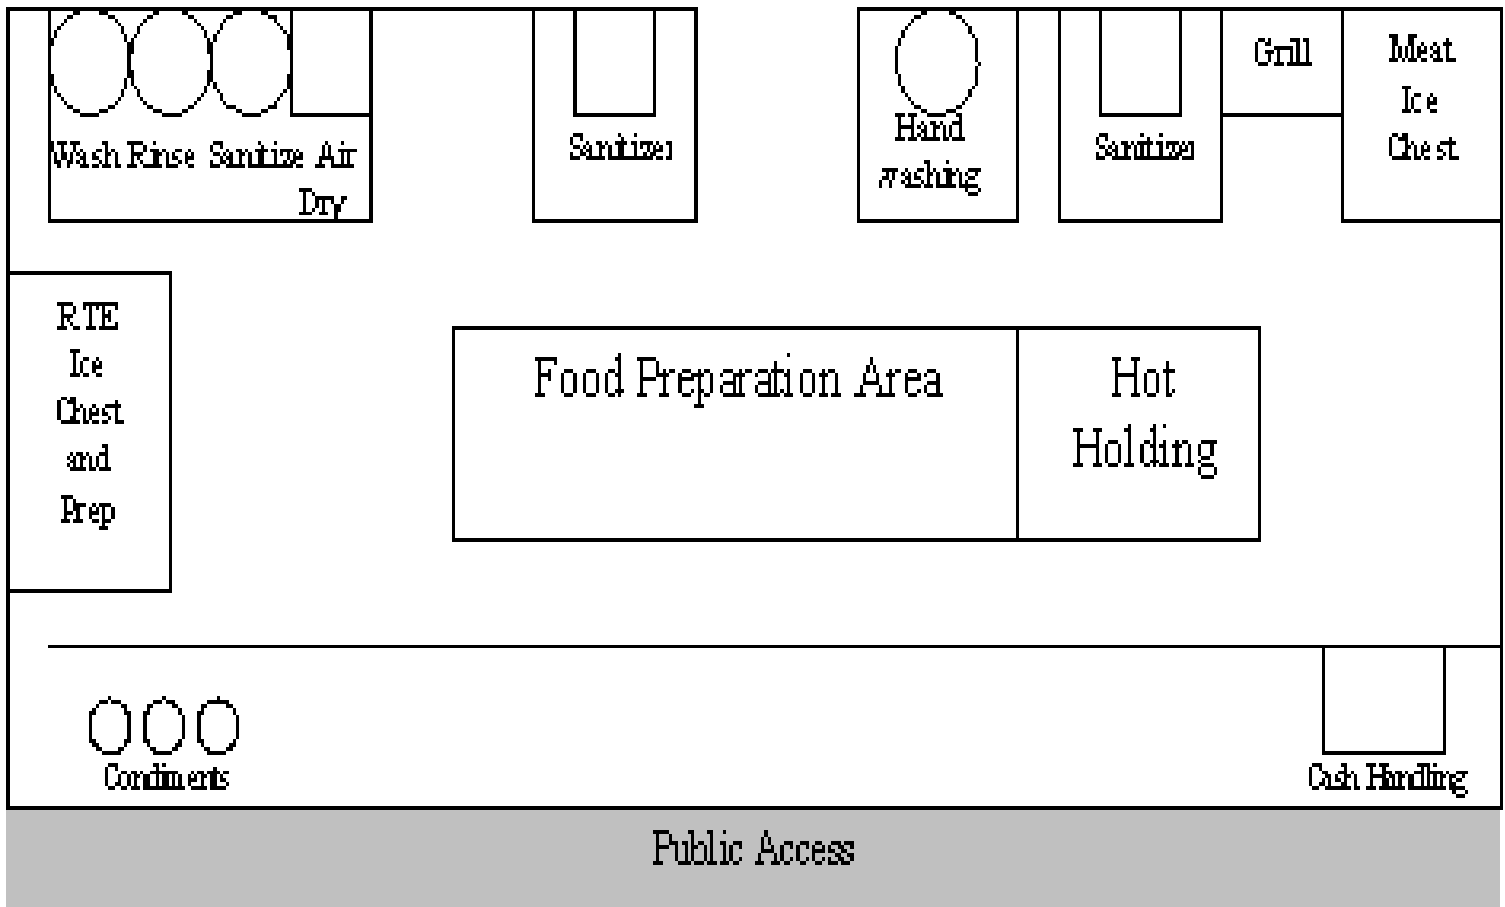 Wash Rinse Sanitize Air
Dry
Sanitizer
Hand
washing
Sanitizer
Grill
Meat
Ice
Chest
RTE
Ice
Chest
and
Prep
Food Preparation Area
Hot
Holding
Condiments
Cash Handling
Public Access